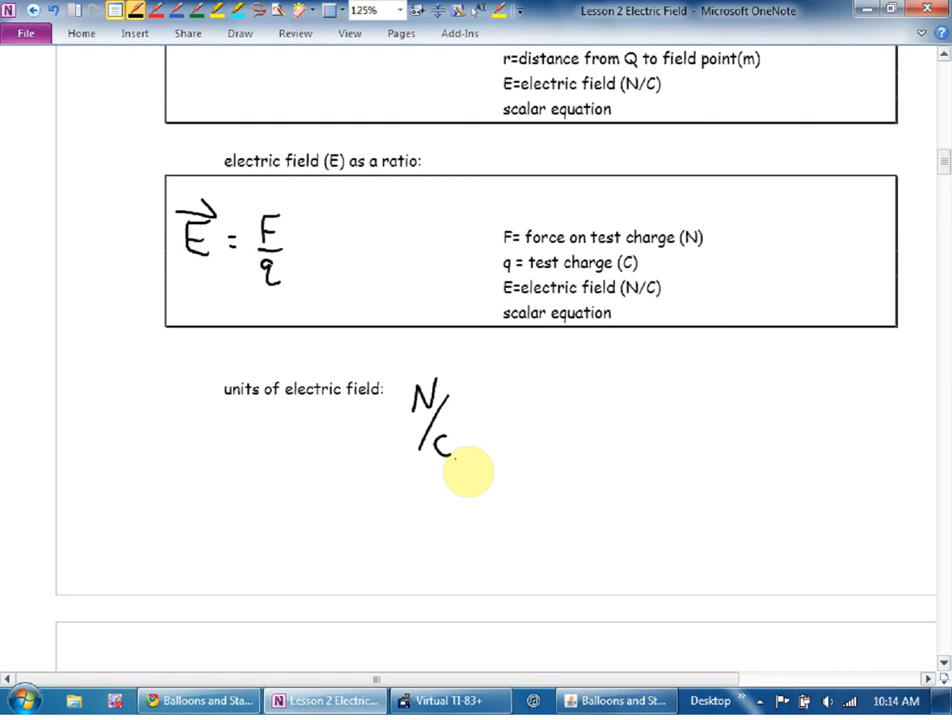 125%
Lesson 2 Electric Field - Microsoft OneNote
File Home Insert Share Draw Review View Pages Add-Ins
r=distance from Q to field point(m)
E=electric field (N/C)
scalar equation
electric field (E) as a ratio:
E = F/q
F= force on test charge (N)
q = test charge (C)
E=electric field (N/C)
scalar equation
units of electric field: N/C
Balloons and Sta... Lesson 2 Electric... Virtual TI-83+ Balloons and St... Desktop 10:14 AM